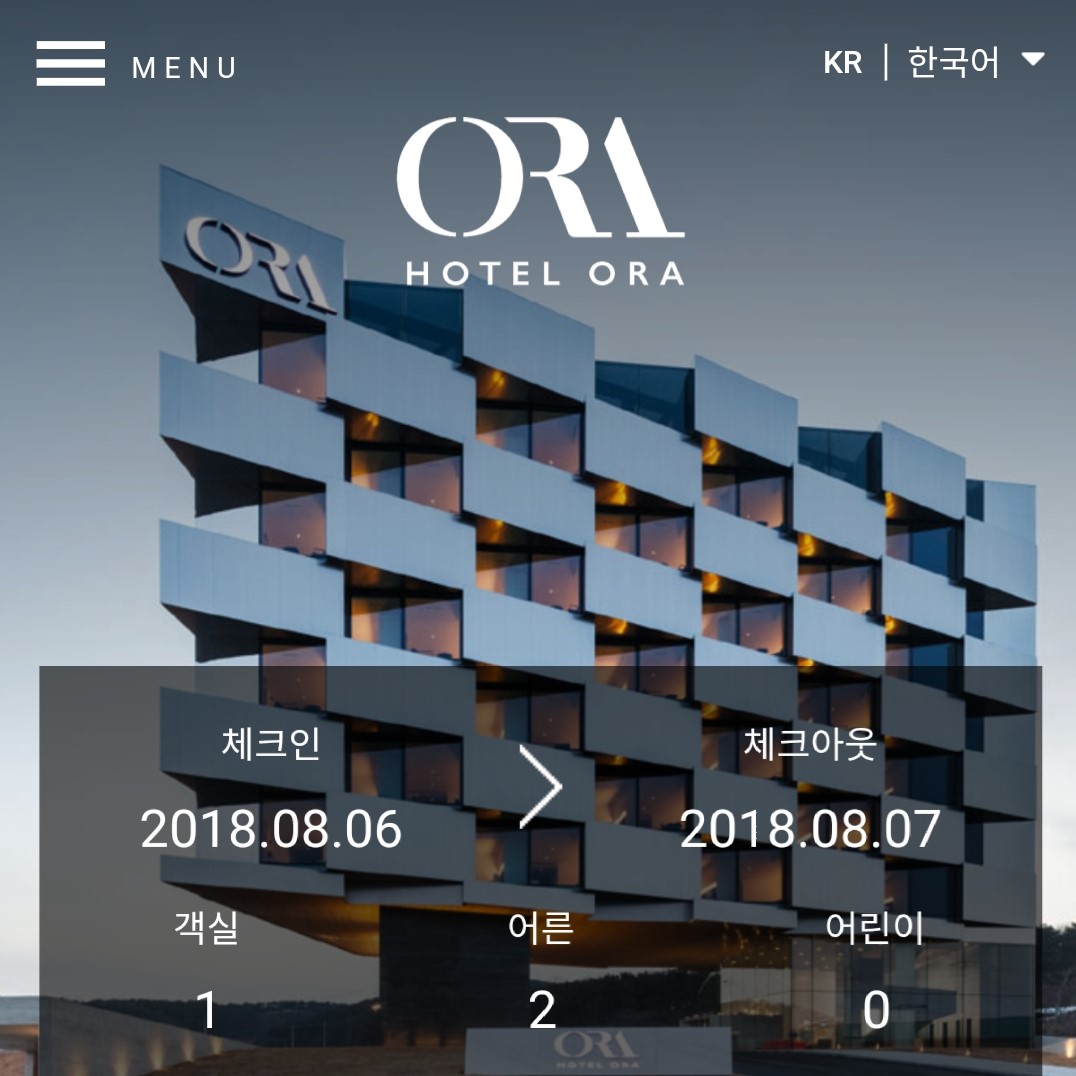 MENU
KR | 한국어
ORA
HOTEL ORA
ORA
체크인
체크아웃
2018.08.06
2018.08.07
객실
어른
어린이
1
2
0
ORA
HOTEL ORA